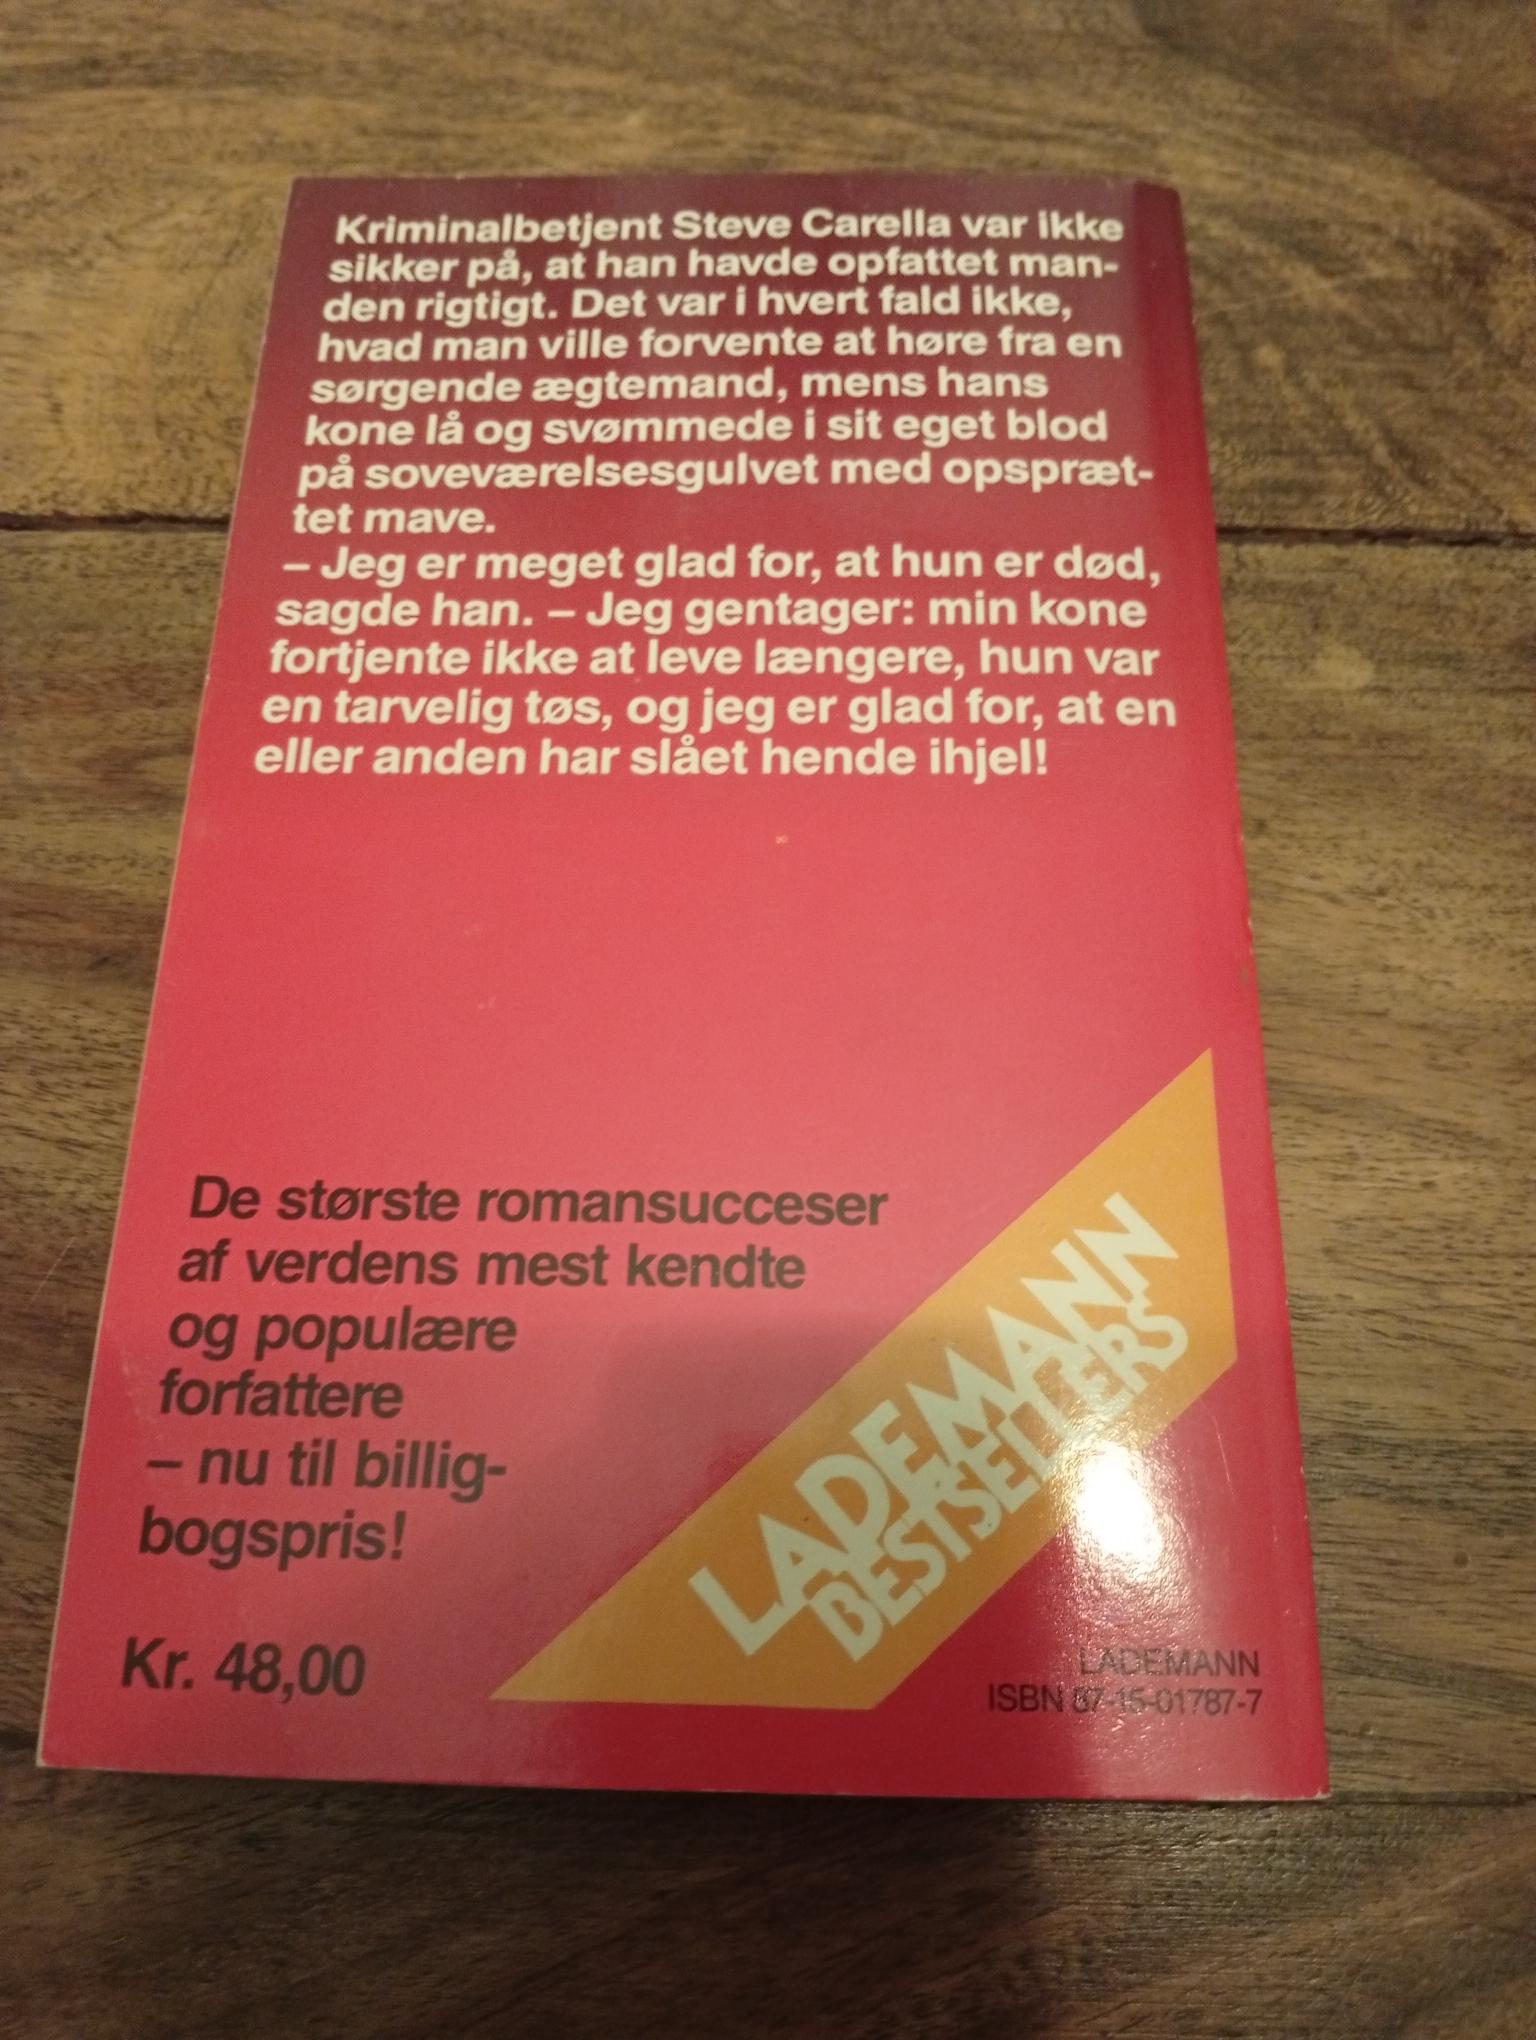 Kriminalbetjent Steve Carella var ikke
sikker på, at han havde opfattet man-
den rigtigt. Det var i hvert fald ikke,
hvad man ville forvente at høre fra en
sørgende ægtemand, mens hans
kone lå og svømmede i sit eget blod
på soveværelsesgulvet med opspræt-
tet mave.
– Jeg er meget glad for, at hun er død,
sagde han. – Jeg gentager: min kone
fortjente ikke at leve længere, hun var
en tarvelig tøs, og jeg er glad for, at en
eller anden har slået hende ihjel!
De største romansucceser
af verdens mest kendte
og populære
forfattere
– nu til billig-
bogspris!
Kr. 48,00
LADEMANN
BESTSELLERS
LADEMANN
ISBN 87-15-01787-7